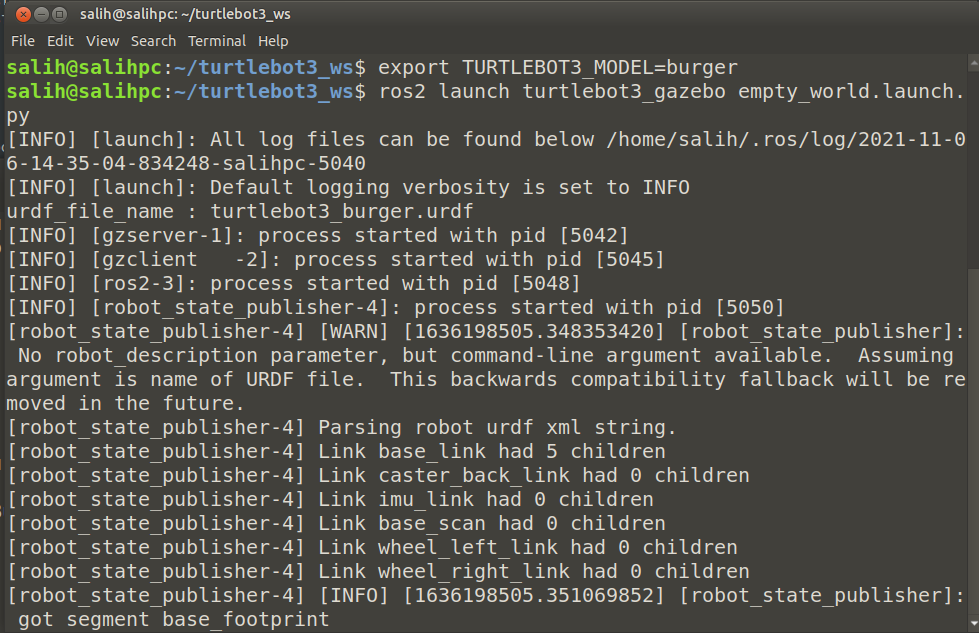 salih@salihpc: ~/turtlebot3_ws
File Edit View Search Terminal Help
salih@salihpc:~/turtlebot3_ws$ export TURTLEBOT3_MODEL=burger
salih@salihpc:~/turtlebot3_ws$ ros2 launch turtlebot3_gazebo empty_world.launch.
py
[INFO] [launch]: All log files can be found below /home/salih/.ros/log/2021-11-0
6-14-35-04-834248-salihpc-5040
[INFO] [launch]: Default logging verbosity is set to INFO
urdf_file_name : turtlebot3_burger.urdf
[INFO] [gzserver-1]: process started with pid [5042]
[INFO] [gzclient   -2]: process started with pid [5045]
[INFO] [ros2-3]: process started with pid [5048]
[INFO] [robot_state_publisher-4]: process started with pid [5050]
[robot_state_publisher-4] [WARN] [1636198505.348353420] [robot_state_publisher]:
 No robot_description parameter, but command-line argument available.  Assuming
argument is name of URDF file.  This backwards compatibility fallback will be re
moved in the future.
[robot_state_publisher-4] Parsing robot urdf xml string.
[robot_state_publisher-4] Link base_link had 5 children
[robot_state_publisher-4] Link caster_back_link had 0 children
[robot_state_publisher-4] Link imu_link had 0 children
[robot_state_publisher-4] Link base_scan had 0 children
[robot_state_publisher-4] Link wheel_left_link had 0 children
[robot_state_publisher-4] Link wheel_right_link had 0 children
[robot_state_publisher-4] [INFO] [1636198505.351069852] [robot_state_publisher]:
 got segment base_footprint